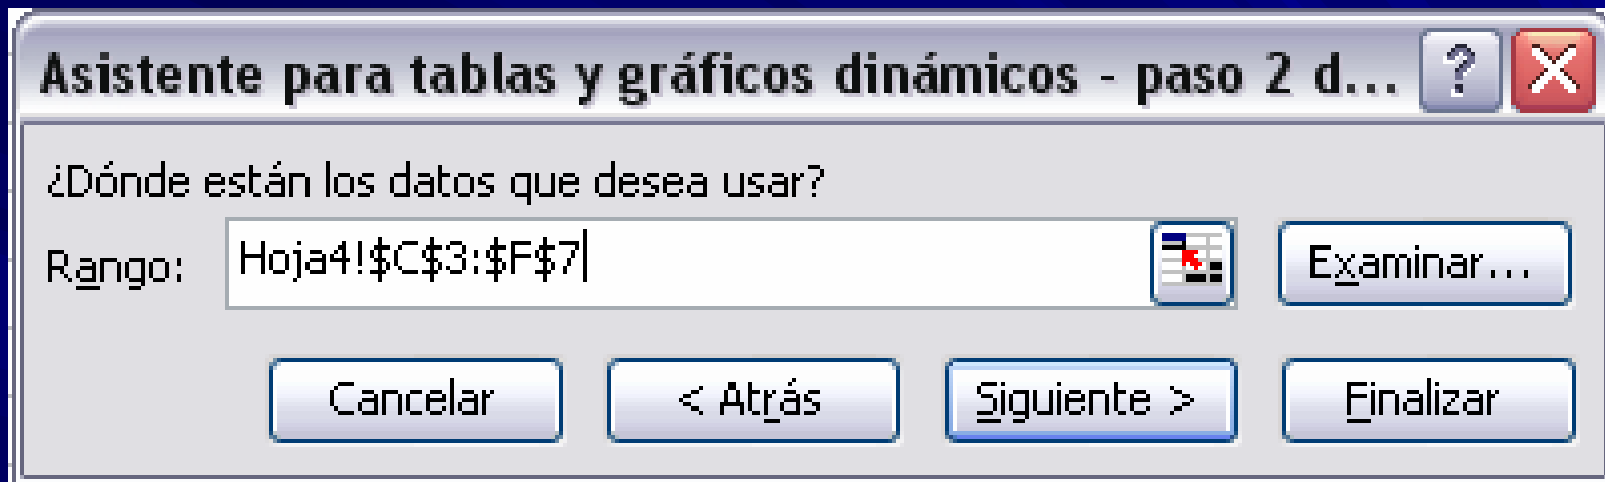 Asistente para tablas y gráficos dinámicos - paso 2 d... ?
¿Dónde están los datos que desea usar?
Rango: Hoja4!$C$3:$F$7 Examinar...
Cancelar < Atrás Siguiente > Finalizar